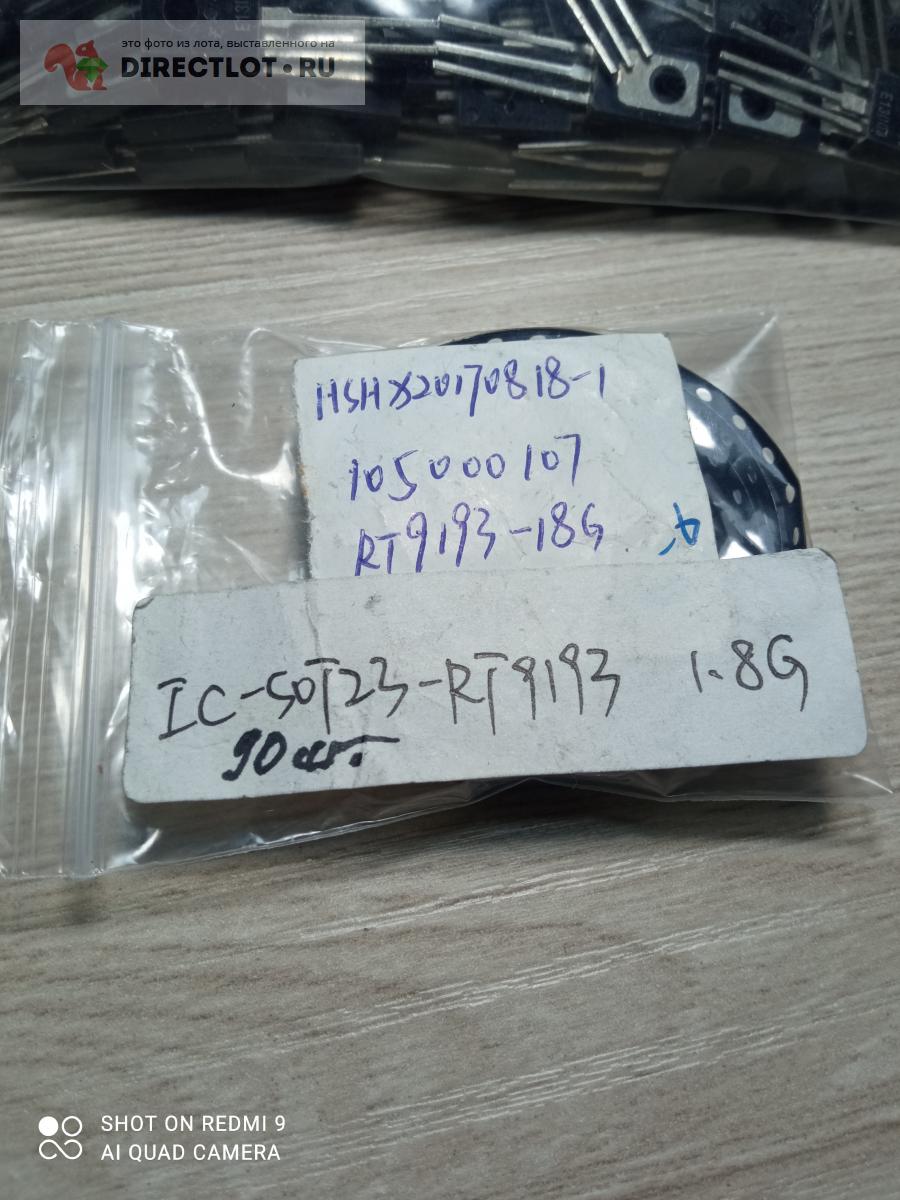 это фото из лота, выставленного на
DIRECTLOT.RU
HSHX20170818-1
105000107
RT9193-18G
IC-SOT23-RT9193 1.8G
90 шт.
SHOT ON REDMI 9
AI QUAD CAMERA